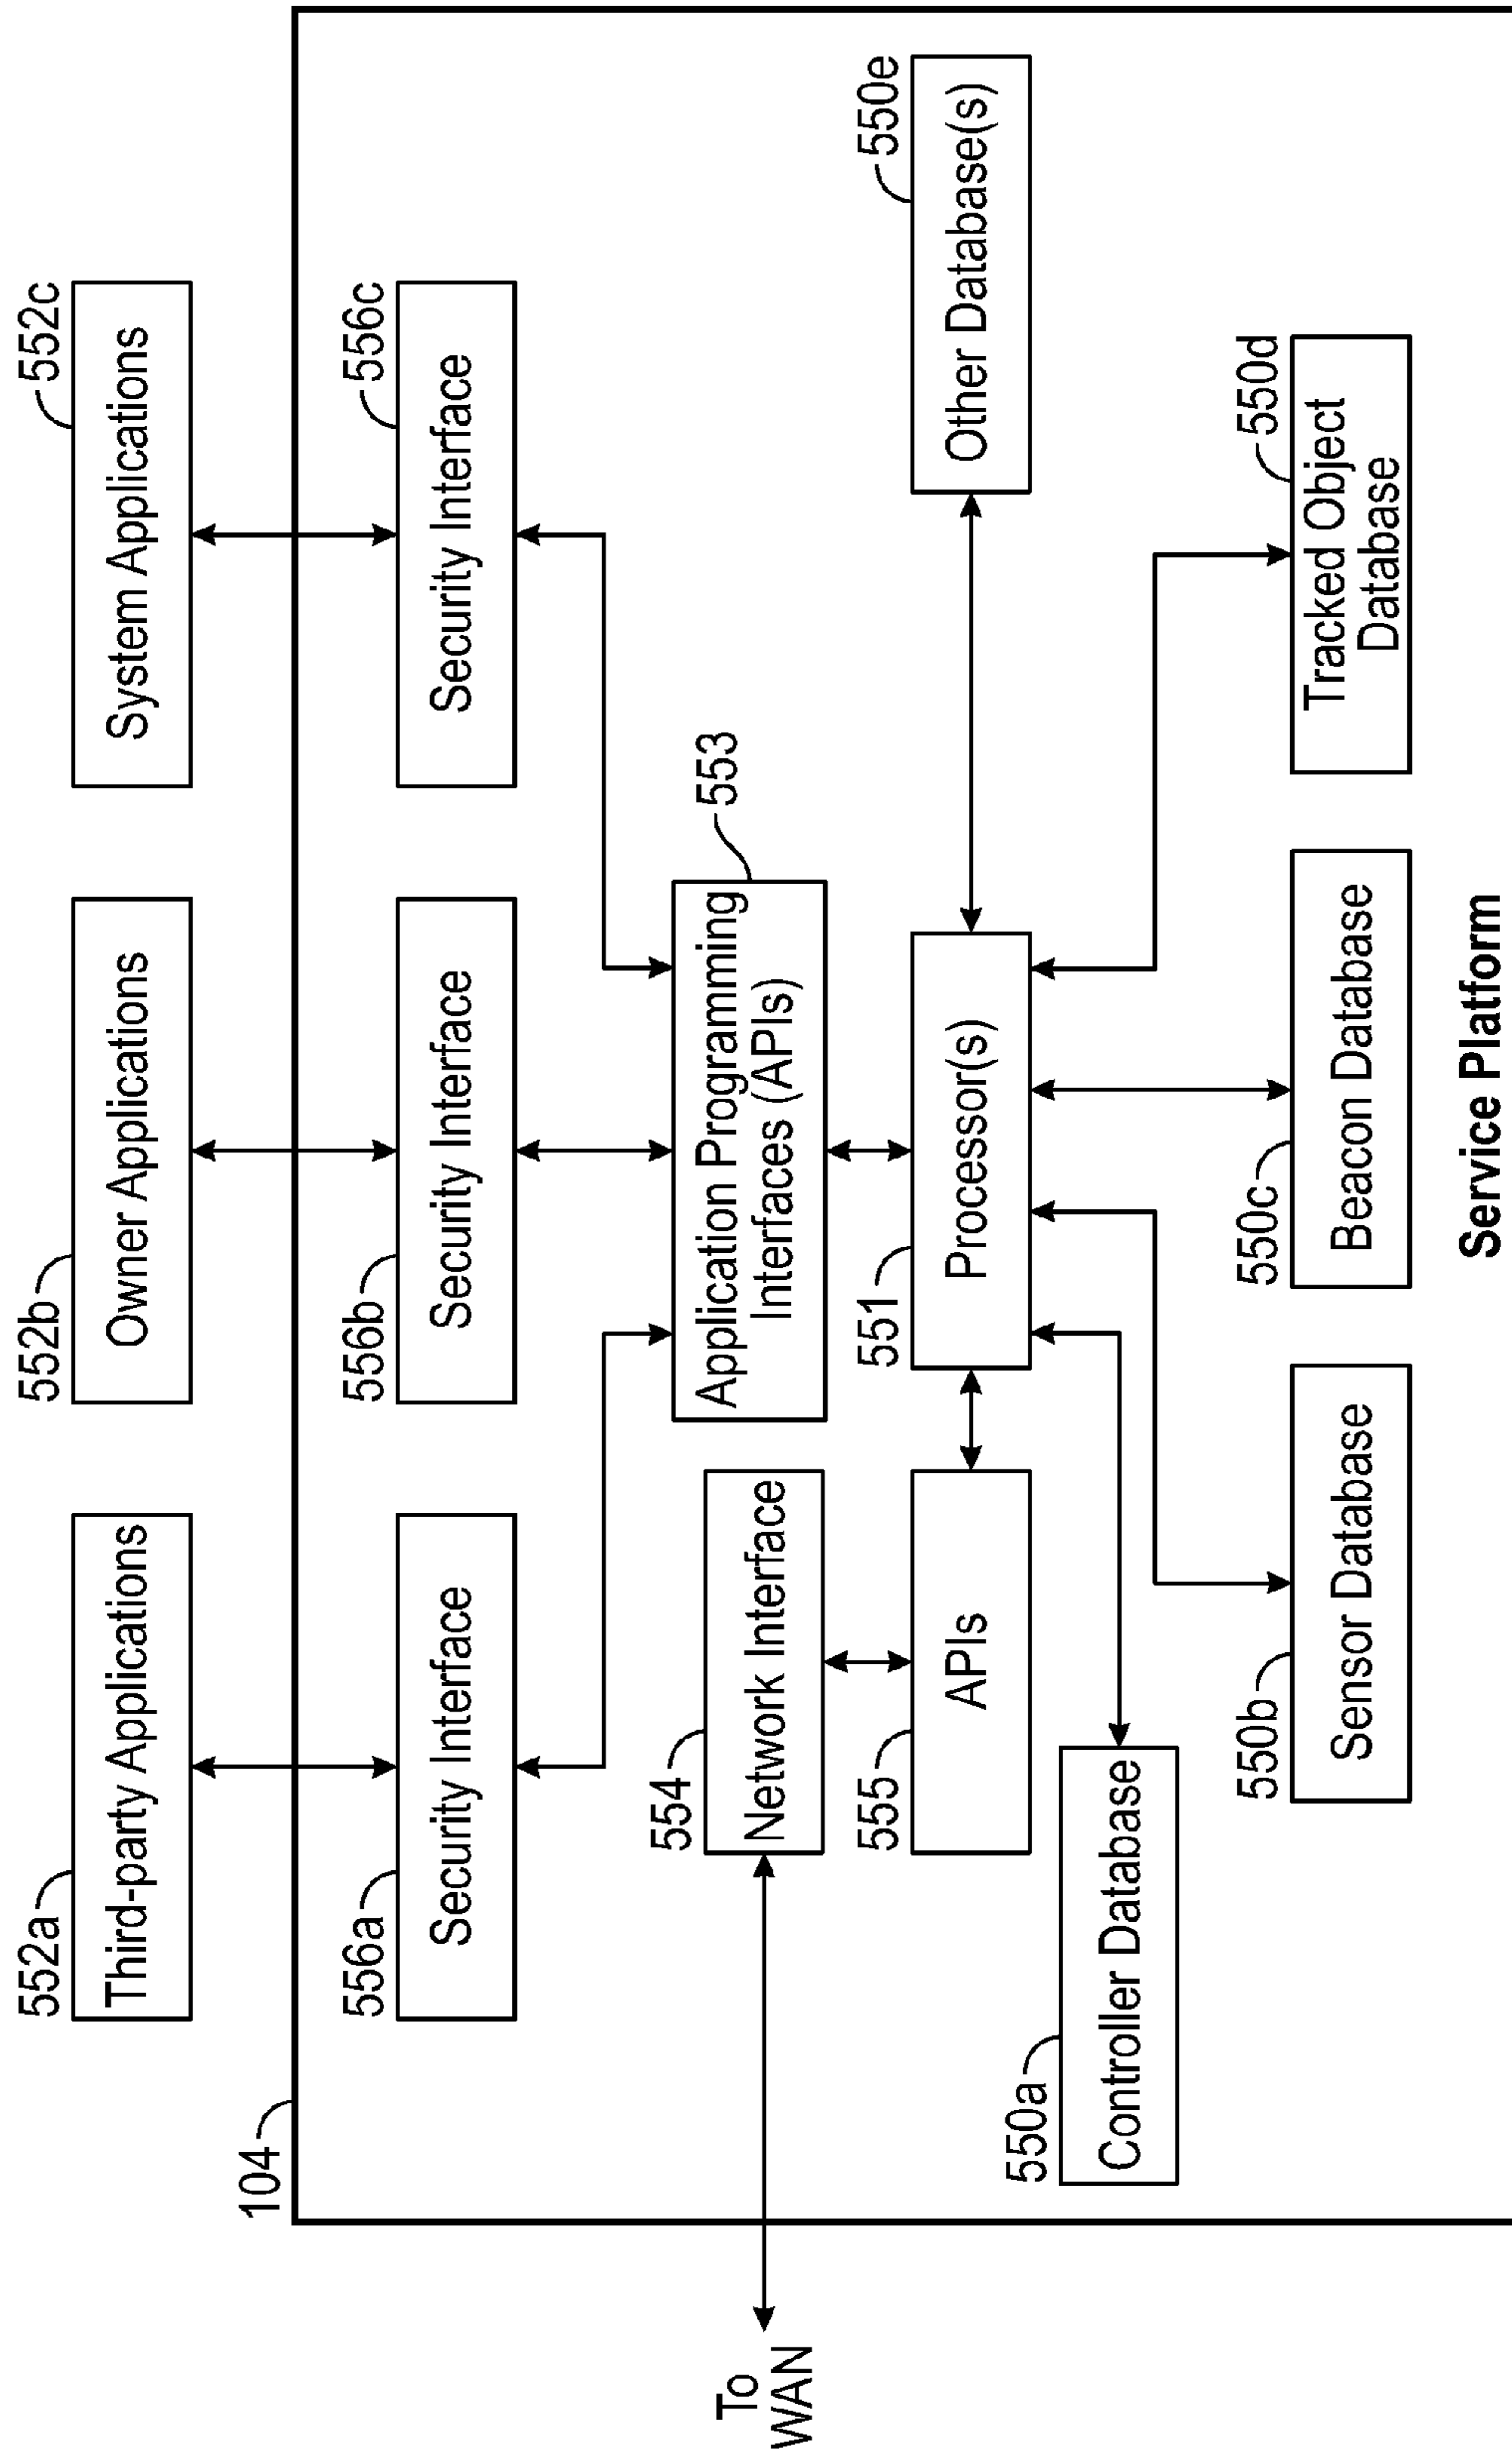 552a
Third-party Applications
552b
Owner Applications
552c
System Applications
104
556a
Security Interface
556b
Security Interface
556c
Security Interface
553
Application Programming
Interfaces (APIs)
554
Network Interface
To
WAN
555
APIs
551
Processor(s)
550e
Other Database(s)
550a
Controller Database
550b
Sensor Database
550c
Beacon Database
550d
Tracked Object
Database
Service Platform